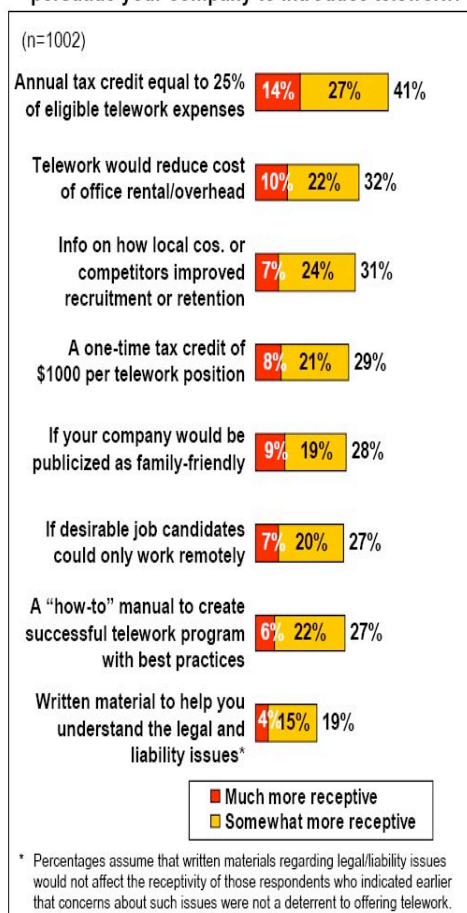 persuade your company to introduce telework?
(n=1002)
Annual tax credit equal to 25%
of eligible telework expenses
14% 27% 41%
Telework would reduce cost
of office rental/overhead
10% 22% 32%
Info on how local cos. or
competitors improved
recruitment or retention
7% 24% 31%
A one-time tax credit of
$1000 per telework position
8% 21% 29%
If your company would be
publicized as family-friendly
9% 19% 28%
If desirable job candidates
could only work remotely
7% 20% 27%
A “how-to” manual to create
successful telework program
with best practices
6% 22% 27%
Written material to help you
understand the legal and
liability issues*
4% 15% 19%
Much more receptive
Somewhat more receptive
* Percentages assume that written materials regarding legal/liability issues
would not affect the receptivity of those respondents who indicated earlier
that concerns about such issues were not a deterrent to offering telework.